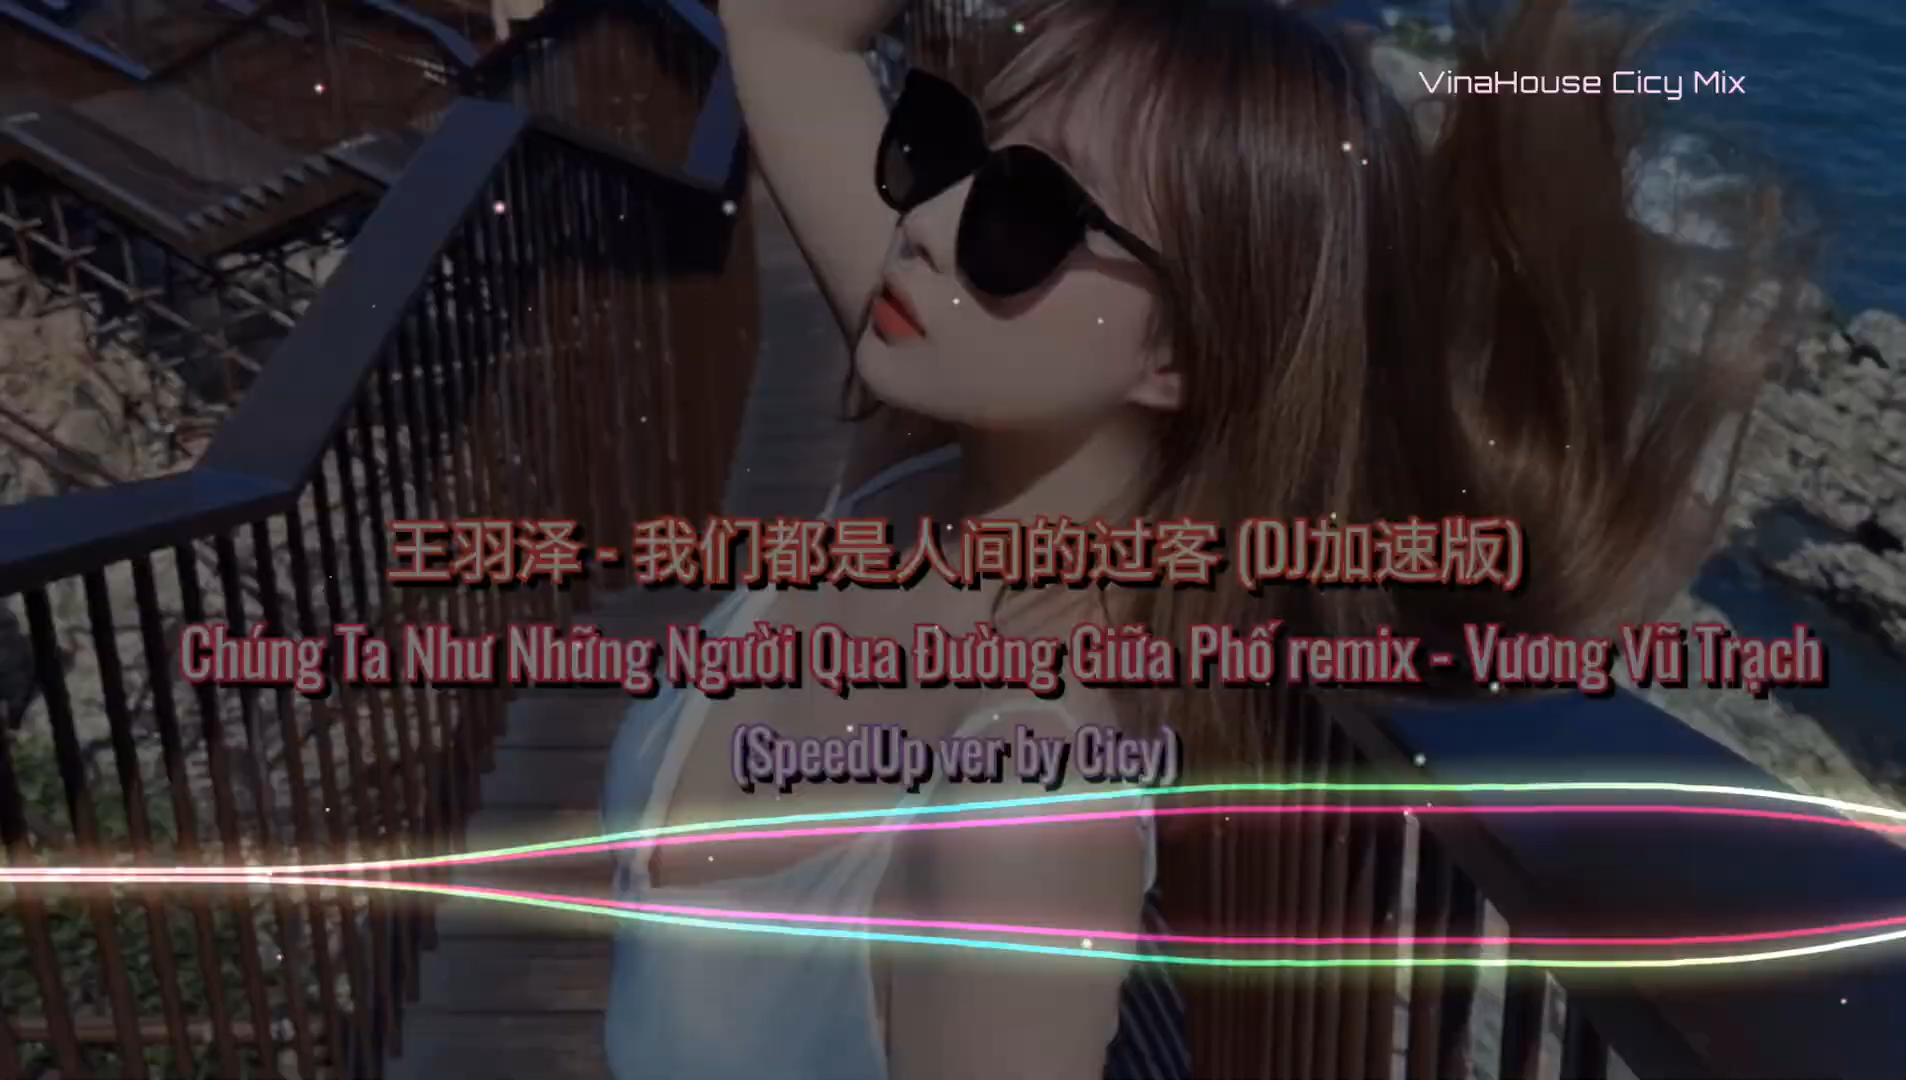 VinaHouse Cicy Mix
王羽泽 - 我们都是人间的过客 (DJ加速版)
Chúng Ta Như Những Người Qua Đường Giữa Phố remix - Vương Vũ Trạch
(SpeedUp ver by Cicy)